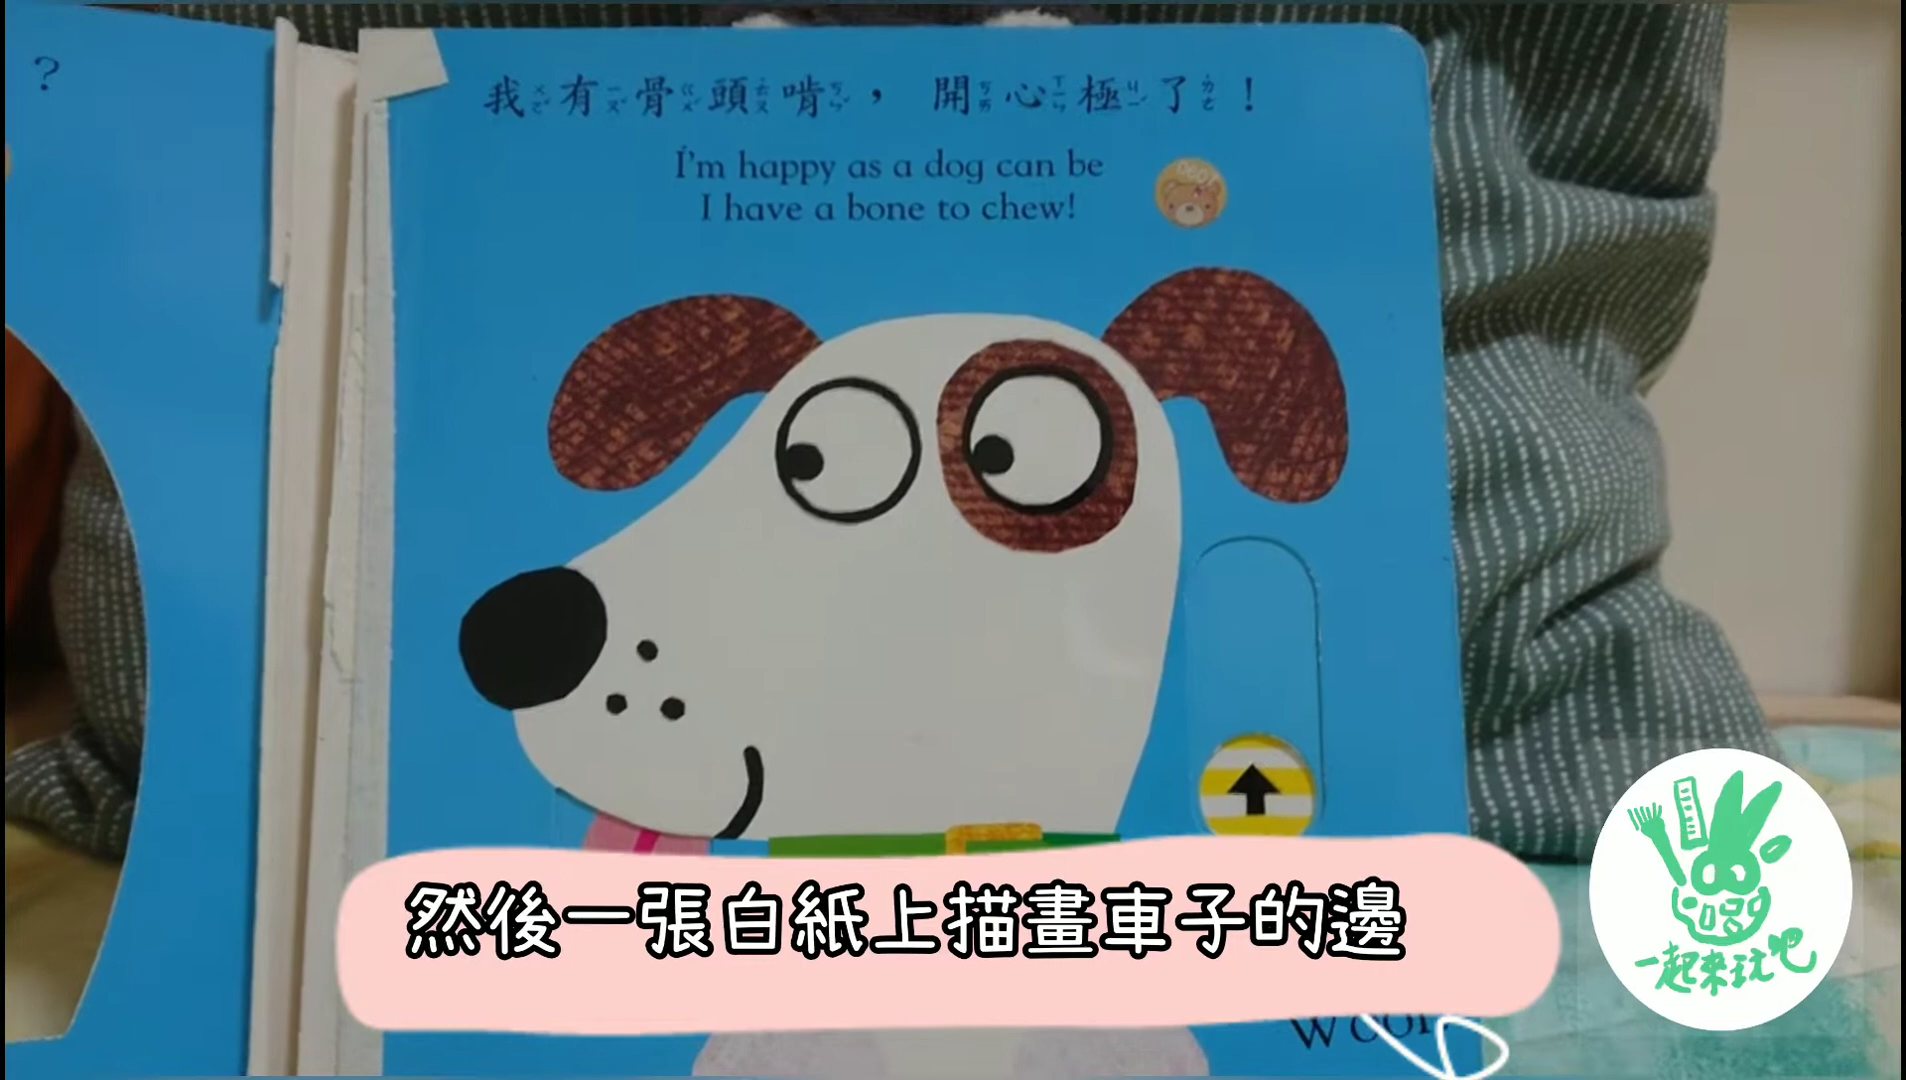 ?
我有骨頭啃，開心極了！
I'm happy as a dog can be
I have a bone to chew!
然後一張白紙上描畫車子的邊
一起來玩吧